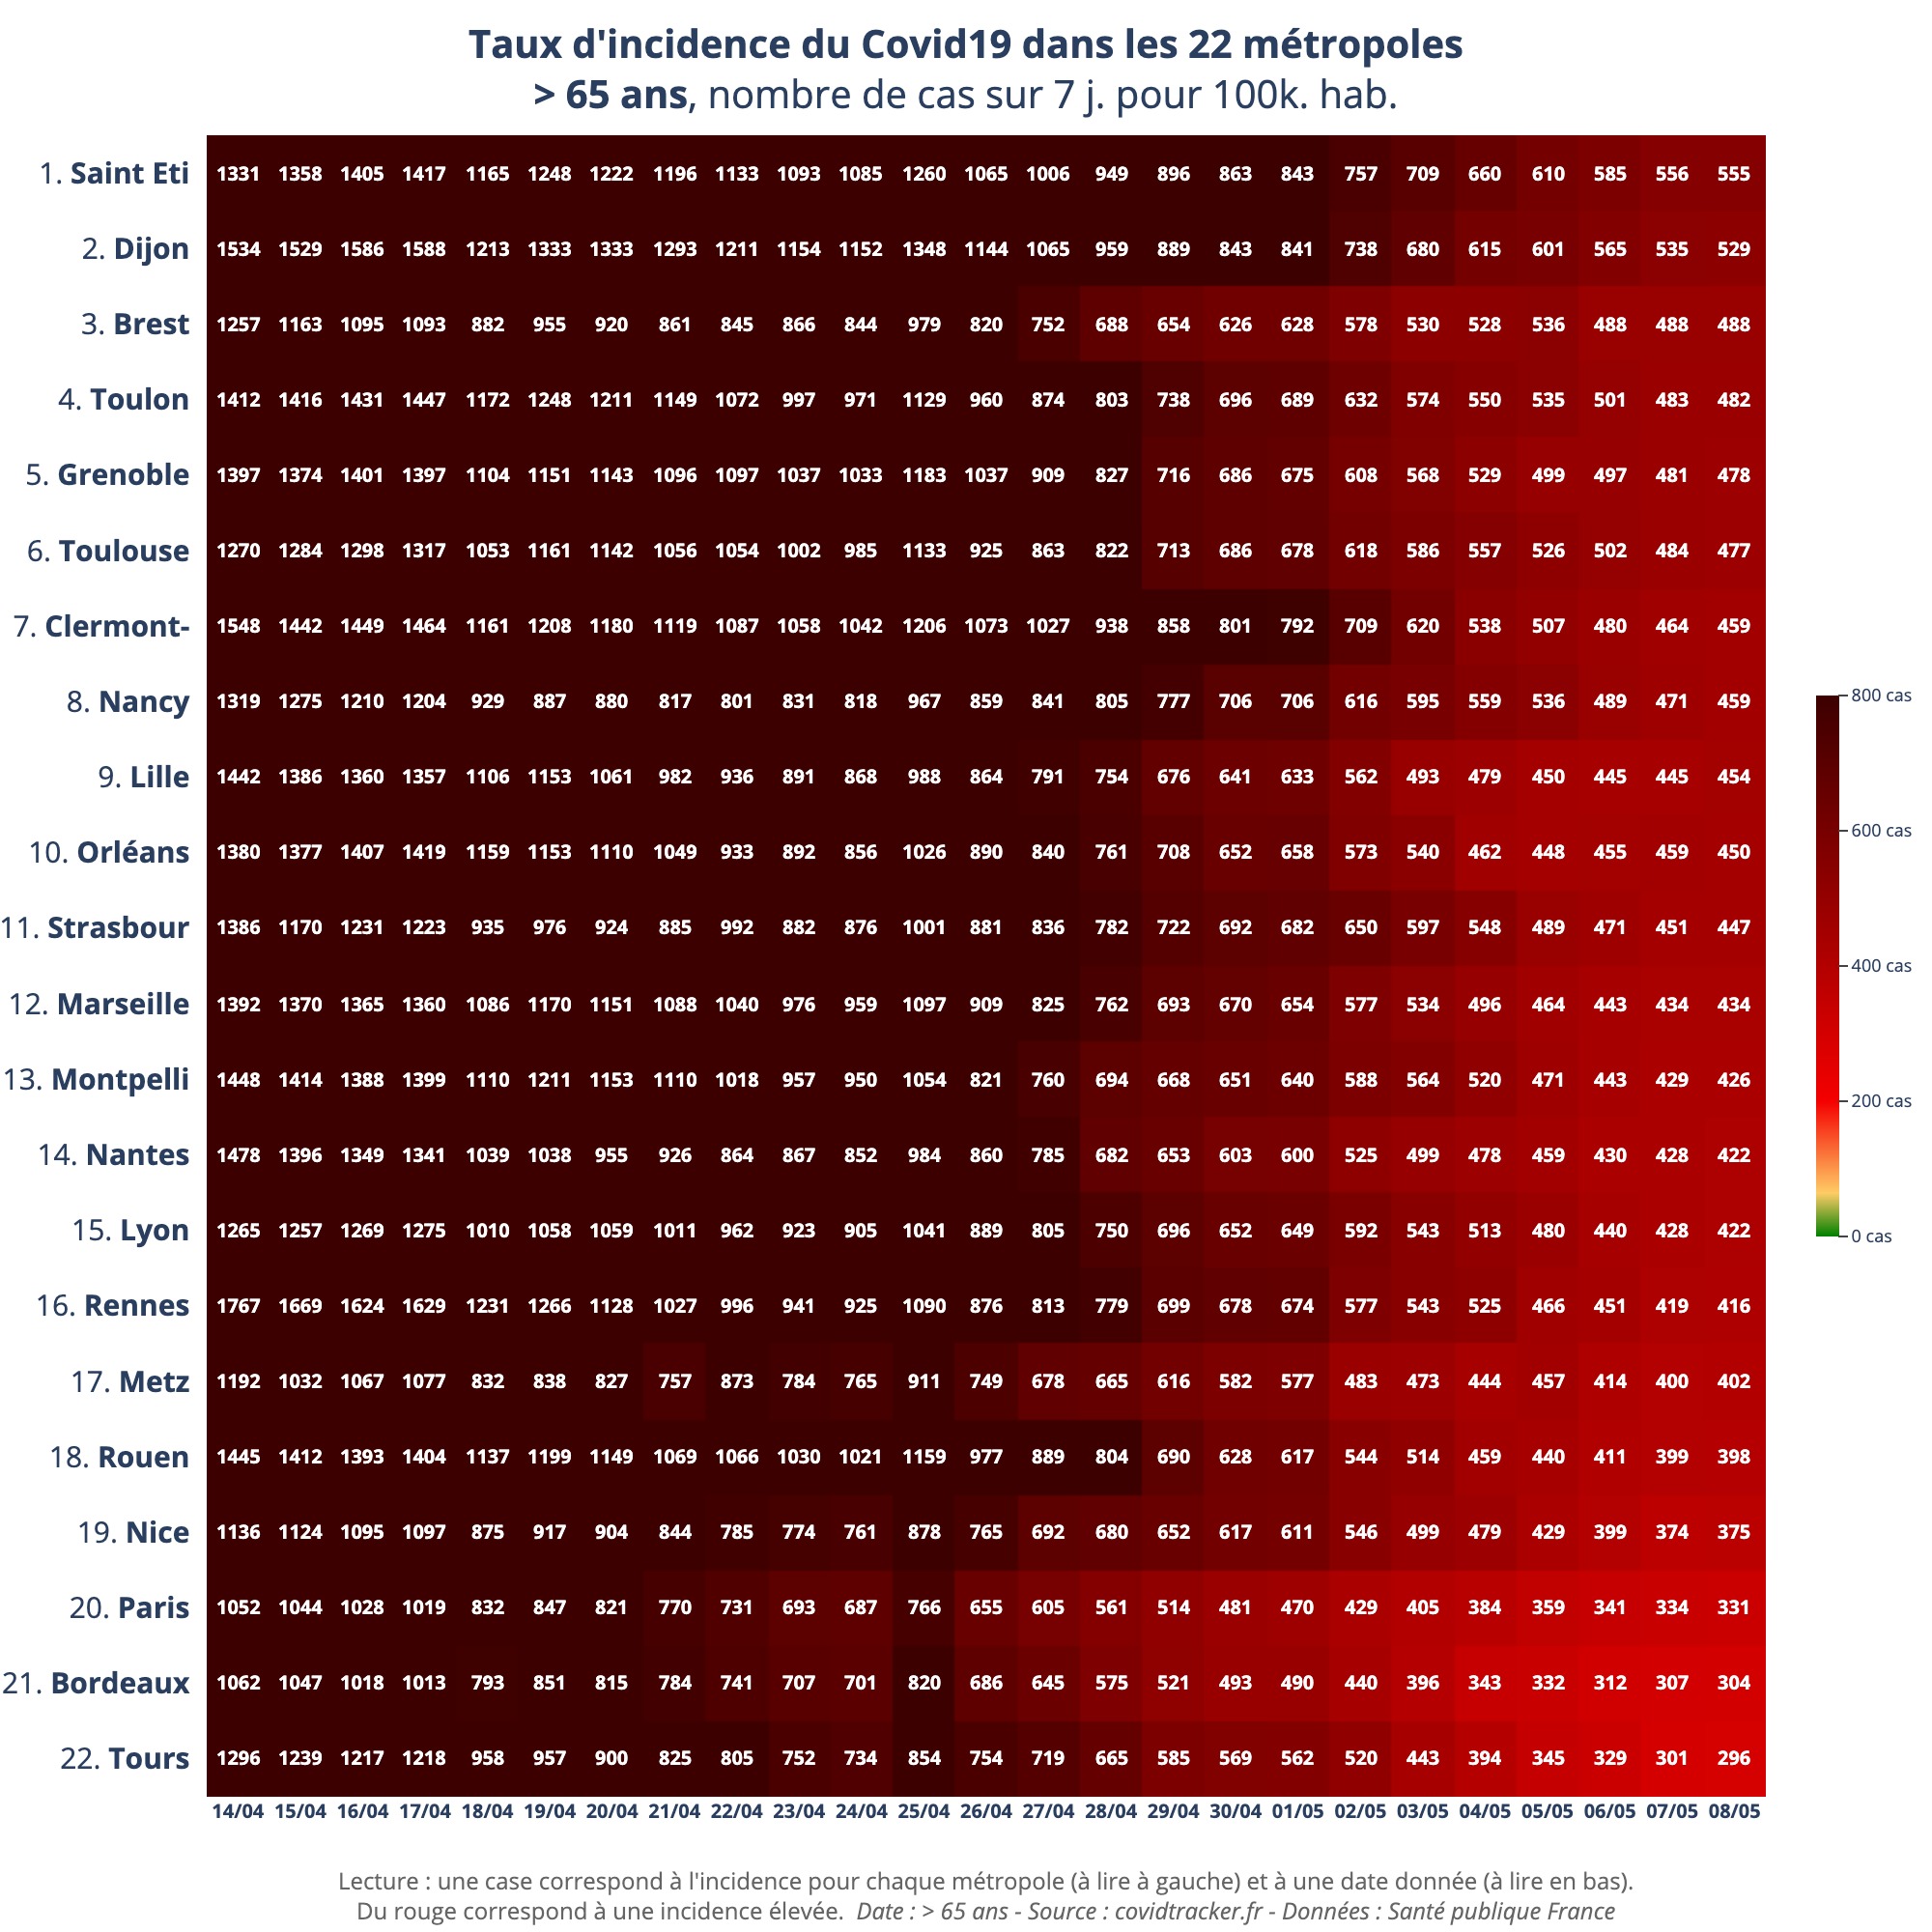 Taux d'incidence du Covid19 dans les 22 métropoles
> 65 ans, nombre de cas sur 7 j. pour 100k. hab.
1. Saint Eti 1331 1358 1405 1417 1165 1248 1222 1196 1133 1093 1085 1260 1065 1006 949 896 863 843 757 709 660 610 585 556 555
2. Dijon 1534 1529 1586 1588 1213 1333 1333 1293 1211 1154 1152 1348 1144 1065 959 889 843 841 738 680 615 601 565 535 529
3. Brest 1257 1163 1095 1093 882 955 920 861 845 866 844 979 820 752 688 654 626 628 578 530 528 536 488 488 488
4. Toulon 1412 1416 1431 1447 1172 1248 1211 1149 1072 997 971 1129 960 874 803 738 696 689 632 574 550 535 501 483 482
5. Grenoble 1397 1374 1401 1397 1104 1151 1143 1096 1097 1037 1033 1183 1037 909 827 716 686 675 608 568 529 499 497 481 478
6. Toulouse 1270 1284 1298 1317 1053 1161 1142 1056 1054 1002 985 1133 925 863 822 713 686 678 618 586 557 526 502 484 477
7. Clermont- 1548 1442 1449 1464 1161 1208 1180 1119 1087 1058 1042 1206 1073 1027 938 858 801 792 709 620 538 507 480 464 459
8. Nancy 1319 1275 1210 1204 929 887 880 817 801 831 818 967 859 841 805 777 706 706 616 595 559 536 489 471 459
9. Lille 1442 1386 1360 1357 1106 1153 1061 982 936 891 868 988 864 791 754 676 641 633 562 493 479 450 445 445 454
10. Orléans 1380 1377 1407 1419 1159 1153 1110 1049 933 892 856 1026 890 840 761 708 652 658 573 540 462 448 455 459 450
11. Strasbour 1386 1170 1231 1223 935 976 924 885 992 882 876 1001 881 836 782 722 692 682 650 597 548 489 471 451 447
12. Marseille 1392 1370 1365 1360 1086 1170 1151 1088 1040 976 959 1097 909 825 762 693 670 654 577 534 496 464 443 434 434
13. Montpelli 1448 1414 1388 1399 1110 1211 1153 1110 1018 957 950 1054 821 760 694 668 651 640 588 564 520 471 443 429 426
14. Nantes 1478 1396 1349 1341 1039 1038 955 926 864 867 852 984 860 785 682 653 603 600 525 499 478 459 430 428 422
15. Lyon 1265 1257 1269 1275 1010 1058 1059 1011 962 923 905 1041 889 805 750 696 652 649 592 543 513 480 440 428 422
16. Rennes 1767 1669 1624 1629 1231 1266 1128 1027 996 941 925 1090 876 813 779 699 678 674 577 543 525 466 451 419 416
17. Metz 1192 1032 1067 1077 832 838 827 757 873 784 765 911 749 678 665 616 582 577 483 473 444 457 414 400 402
18. Rouen 1445 1412 1393 1404 1137 1199 1149 1069 1066 1030 1021 1159 977 889 804 690 628 617 544 514 459 440 411 399 398
19. Nice 1136 1124 1095 1097 875 917 904 844 785 774 761 878 765 692 680 652 617 611 546 499 479 429 399 374 375
20. Paris 1052 1044 1028 1019 832 847 821 770 731 693 687 766 655 605 561 514 481 470 429 405 384 359 341 334 331
21. Bordeaux 1062 1047 1018 1013 793 851 815 784 741 707 701 820 686 645 575 521 493 490 440 396 343 332 312 307 304
22. Tours 1296 1239 1217 1218 958 957 900 825 805 752 734 854 754 719 665 585 569 562 520 443 394 345 329 301 296
14/04 15/04 16/04 17/04 18/04 19/04 20/04 21/04 22/04 23/04 24/04 25/04 26/04 27/04 28/04 29/04 30/04 01/05 02/05 03/05 04/05 05/05 06/05 07/05 08/05
800 cas
600 cas
400 cas
200 cas
0 cas
Lecture : une case correspond à l'incidence pour chaque métropole (à lire à gauche) et à une date donnée (à lire en bas).
Du rouge correspond à une incidence élevée. Date : > 65 ans - Source : covidtracker.fr - Données : Santé publique France